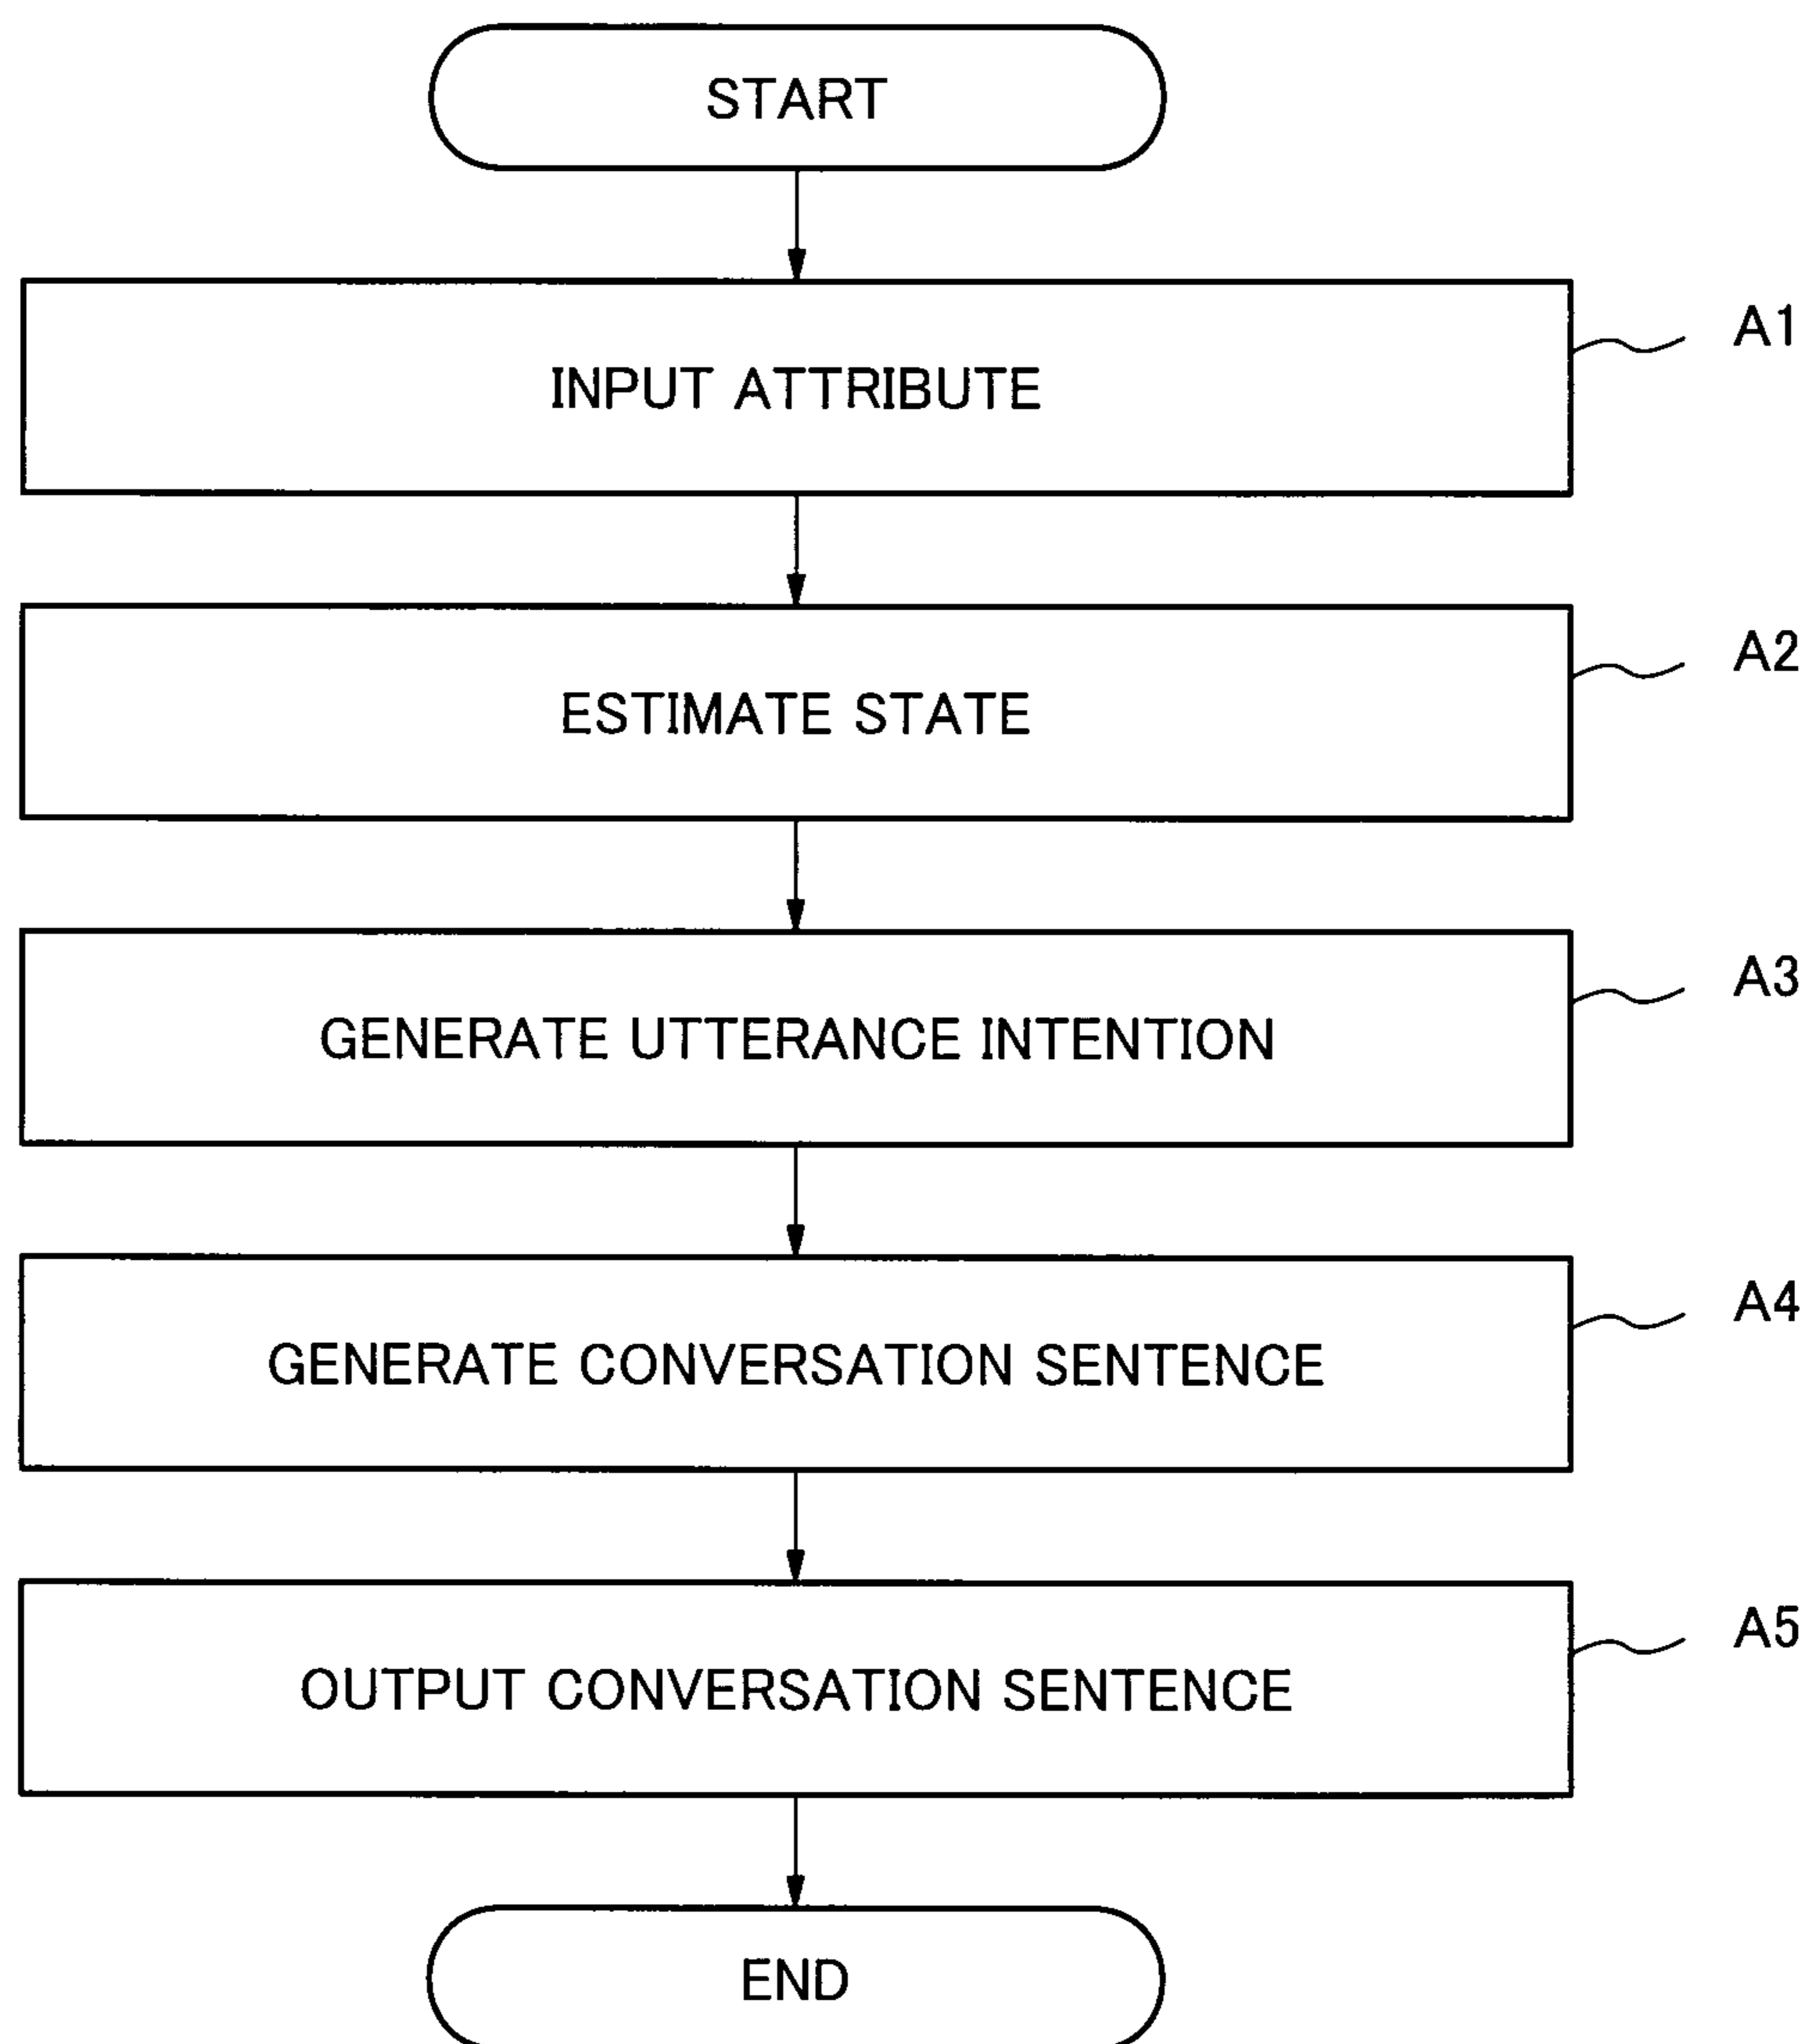 START
INPUT ATTRIBUTE
A1
ESTIMATE STATE
A2
GENERATE UTTERANCE INTENTION
A3
GENERATE CONVERSATION SENTENCE
A4
OUTPUT CONVERSATION SENTENCE
A5
END